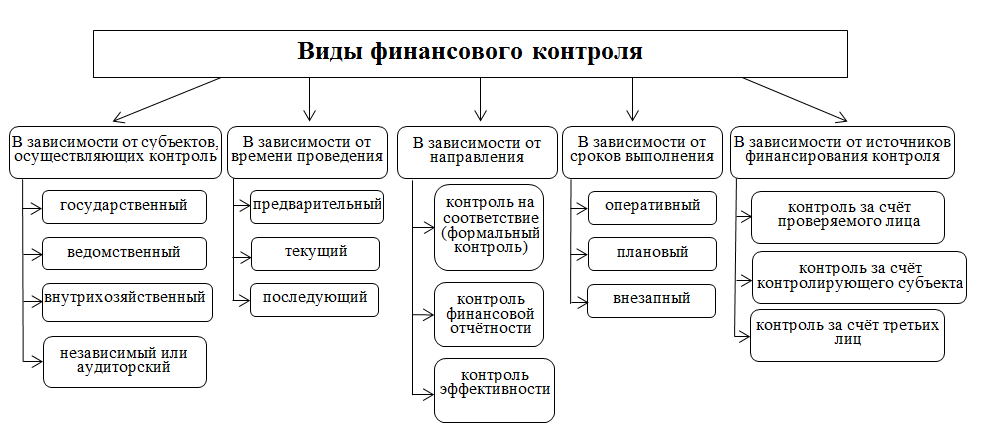 Виды финансового контроля
В зависимости от субъектов,
осуществляющих контроль
государственный
ведомственный
внутрихозяйственный
независимый или
аудиторский
В зависимости от
времени проведения
предварительный
текущий
последующий
В зависимости от
направления
контроль на
соответствие
(формальный
контроль)
контроль
финансовой
отчётности
контроль
эффективности
В зависимости от
сроков выполнения
оперативный
плановый
внезапный
В зависимости от источников
финансирования контроля
контроль за счёт
проверяемого лица
контроль за счёт
контролирующего субъекта
контроль за счёт третьих
лиц